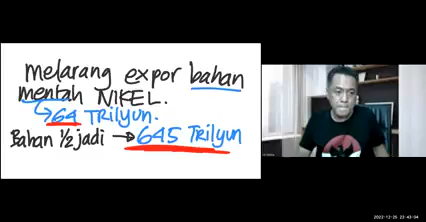 Melarang expor bahan
mentah NIKEL.
↳ 64 TRilyun.
Bahan ½ jadi → 645 TRilyun
2022-12-25 23:43:04